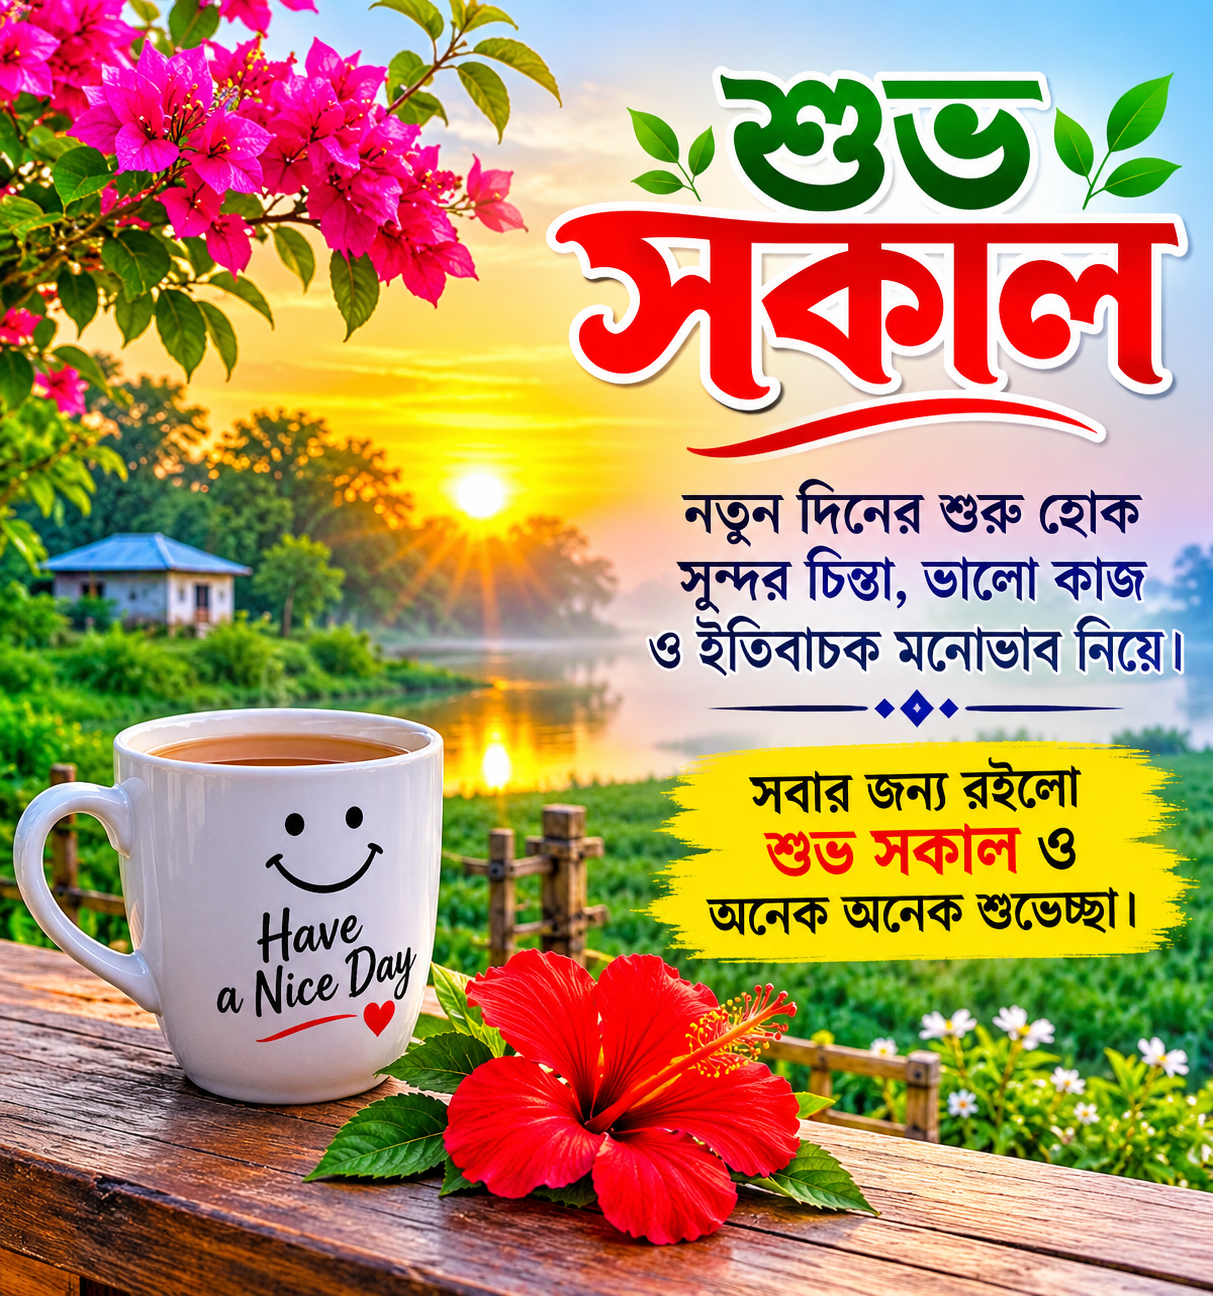 শুভ
সকাল
নতুন দিনের শুরু হোক
সুন্দর চিন্তা, ভালো কাজ
ও ইতিবাচক মনোভাব নিয়ে।
সবার জন্য রইলো
শুভ সকাল ও
অনেক অনেক শুভেচ্ছা।
Have
a Nice Day